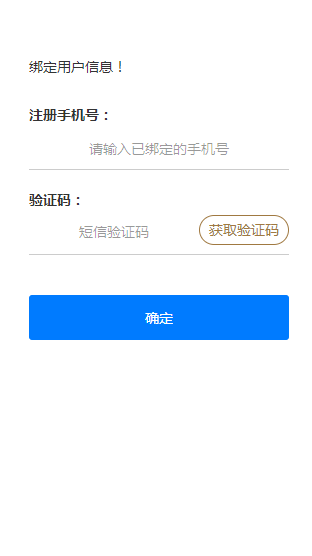 绑定用户信息！
注册手机号：
请输入已绑定的手机号
验证码：
短信验证码 获取验证码
确定